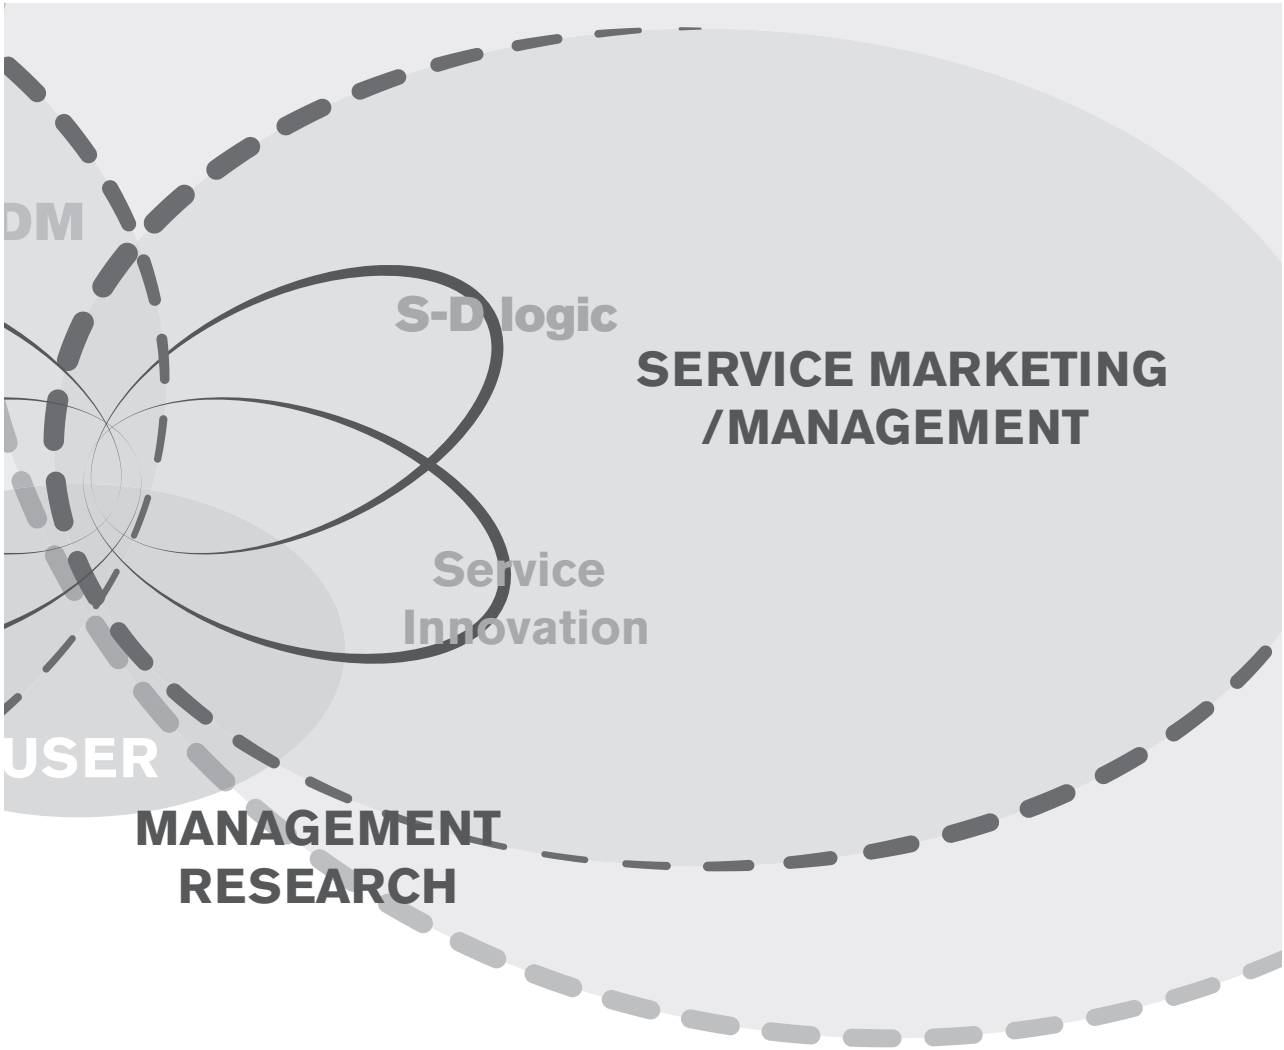 DM
S-D logic
SERVICE MARKETING
/MANAGEMENT
Service
Innovation
USER
MANAGEMENT
RESEARCH